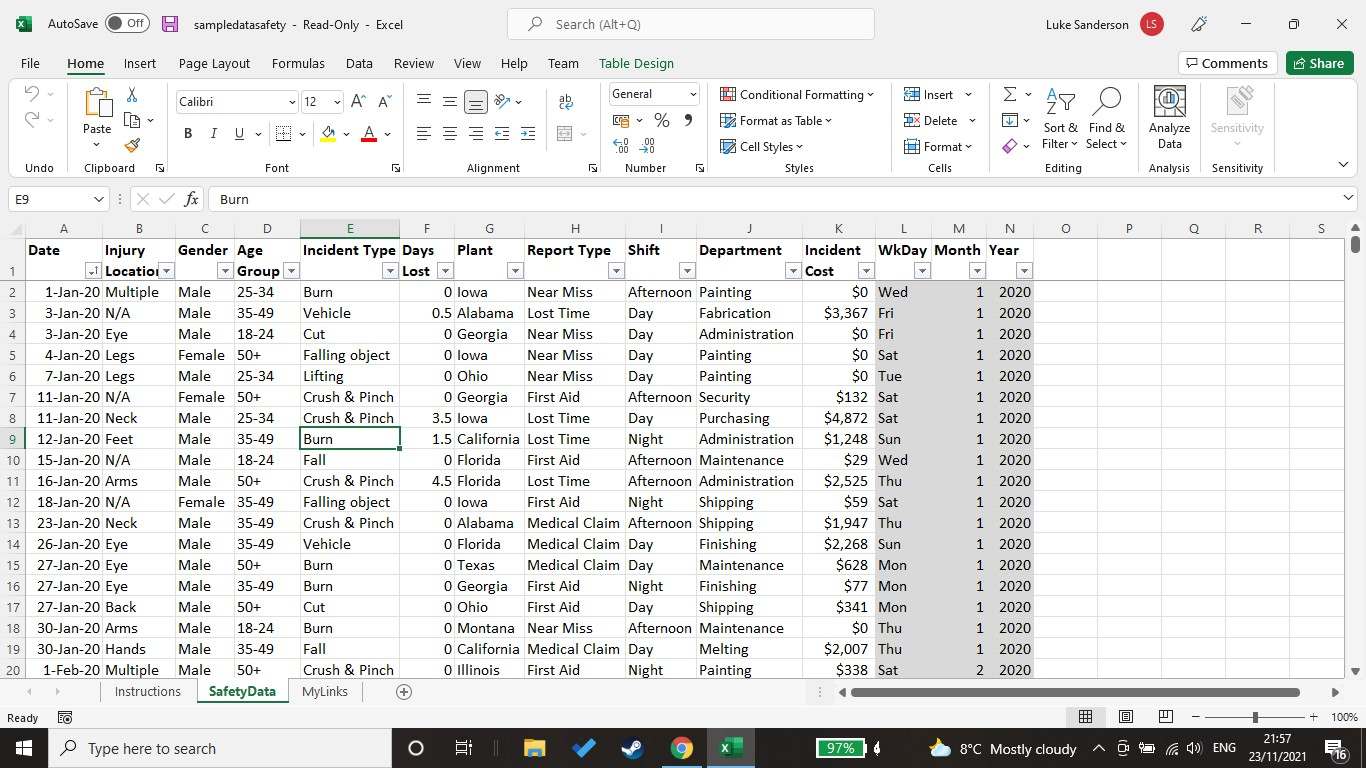 AutoSave Off sampledatasafety - Read-Only - Excel Search (Alt+Q) Luke Sanderson LS
File Home Insert Page Layout Formulas Data Review View Help Team Table Design Comments Share
Calibri 12 General Conditional Formatting Insert
Paste B I U A ab % Format as Table Delete Sort & Filter Find & Select Analyze Data Sensitivity
Cell Styles Format
Undo Clipboard Font Alignment Number Styles Cells Editing Analysis Sensitivity
E9 fx Burn
A B C D E F G H I J K L M N O P Q R S
1 Date Injury Location Gender Age Group Incident Type Days Lost Plant Report Type Shift Department Incident Cost WkDay Month Year
2 1-Jan-20 Multiple Male 25-34 Burn 0 Iowa Near Miss Afternoon Painting $0 Wed 1 2020
3 3-Jan-20 N/A Male 35-49 Vehicle 0.5 Alabama Lost Time Day Fabrication $3,367 Fri 1 2020
4 3-Jan-20 Eye Male 18-24 Cut 0 Georgia Near Miss Day Administration $0 Fri 1 2020
5 4-Jan-20 Legs Female 50+ Falling object 0 Iowa Near Miss Day Painting $0 Sat 1 2020
6 7-Jan-20 Legs Male 25-34 Lifting 0 Ohio Near Miss Day Painting $0 Tue 1 2020
7 11-Jan-20 N/A Female 50+ Crush & Pinch 0 Georgia First Aid Afternoon Security $132 Sat 1 2020
8 11-Jan-20 Neck Male 25-34 Crush & Pinch 3.5 Iowa Lost Time Day Purchasing $4,872 Sat 1 2020
9 12-Jan-20 Feet Male 35-49 Burn 1.5 California Lost Time Night Administration $1,248 Sun 1 2020
10 15-Jan-20 N/A Male 18-24 Fall 0 Florida First Aid Afternoon Maintenance $29 Wed 1 2020
11 16-Jan-20 Arms Male 50+ Crush & Pinch 4.5 Florida Lost Time Afternoon Administration $2,525 Thu 1 2020
12 18-Jan-20 N/A Female 35-49 Falling object 0 Iowa First Aid Night Shipping $59 Sat 1 2020
13 23-Jan-20 Neck Male 35-49 Crush & Pinch 0 Alabama Medical Claim Afternoon Shipping $1,947 Thu 1 2020
14 26-Jan-20 Eye Male 35-49 Vehicle 0 Florida Medical Claim Day Finishing $2,268 Sun 1 2020
15 27-Jan-20 Eye Male 50+ Burn 0 Texas Medical Claim Day Maintenance $628 Mon 1 2020
16 27-Jan-20 Eye Male 35-49 Burn 0 Georgia First Aid Night Finishing $77 Mon 1 2020
17 27-Jan-20 Back Male 50+ Cut 0 Ohio First Aid Day Shipping $341 Mon 1 2020
18 30-Jan-20 Arms Male 18-24 Burn 0 Montana Near Miss Afternoon Maintenance $0 Thu 1 2020
19 30-Jan-20 Hands Male 35-49 Fall 0 California Medical Claim Day Melting $2,007 Thu 1 2020
20 1-Feb-20 Multiple Male 50+ Crush & Pinch 0 Illinois First Aid Night Painting $338 Sat 2 2020
Instructions SafetyData MyLinks
Ready 100%
Type here to search 97% 8°C Mostly cloudy ENG 21:57
23/11/2021 16